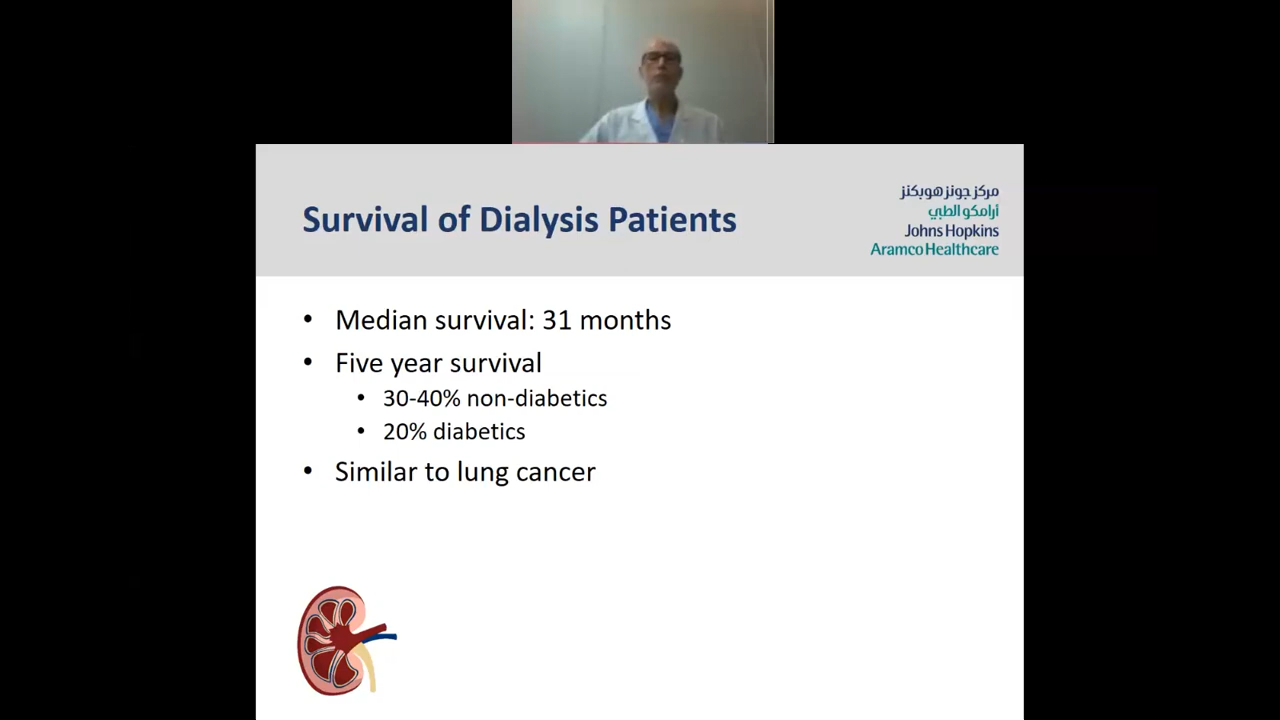 Survival of Dialysis Patients
مركز جونز هوبكنز
أرامكو الطبي
Johns Hopkins
Aramco Healthcare
• Median survival: 31 months
• Five year survival
• 30-40% non-diabetics
• 20% diabetics
• Similar to lung cancer